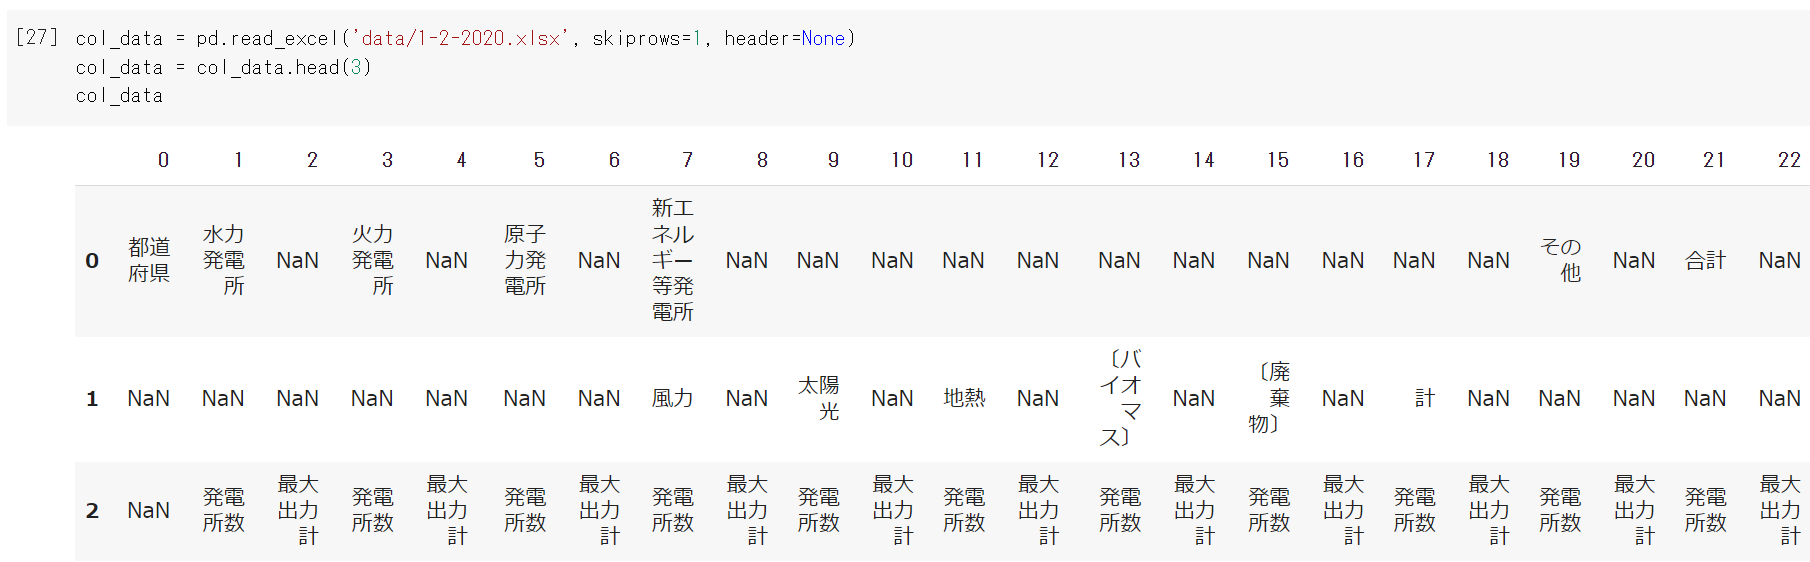 [27] col_data = pd.read_excel('data/1-2-2020.xlsx', skiprows=1, header=None)
col_data = col_data.head(3)
col_data
0 1 2 3 4 5 6 7 8 9 10 11 12 13 14 15 16 17 18 19 20 21 22
0 都道府県 水力発電所 NaN 火力発電所 NaN 原子力発電所 NaN 新エネルギー等発電所 NaN NaN NaN NaN NaN NaN NaN NaN NaN NaN NaN その他 NaN 合計 NaN
1 NaN NaN NaN NaN NaN NaN NaN 風力 NaN 太陽光 NaN 地熱 NaN 〔バイオマス〕 NaN 〔廃棄物〕 NaN 計 NaN NaN NaN NaN NaN
2 NaN 発電所数 最大出力計 発電所数 最大出力計 発電所数 最大出力計 発電所数 最大出力計 発電所数 最大出力計 発電所数 最大出力計 発電所数 最大出力計 発電所数 最大出力計 発電所数 最大出力計 発電所数 最大出力計 発電所数 最大出力計